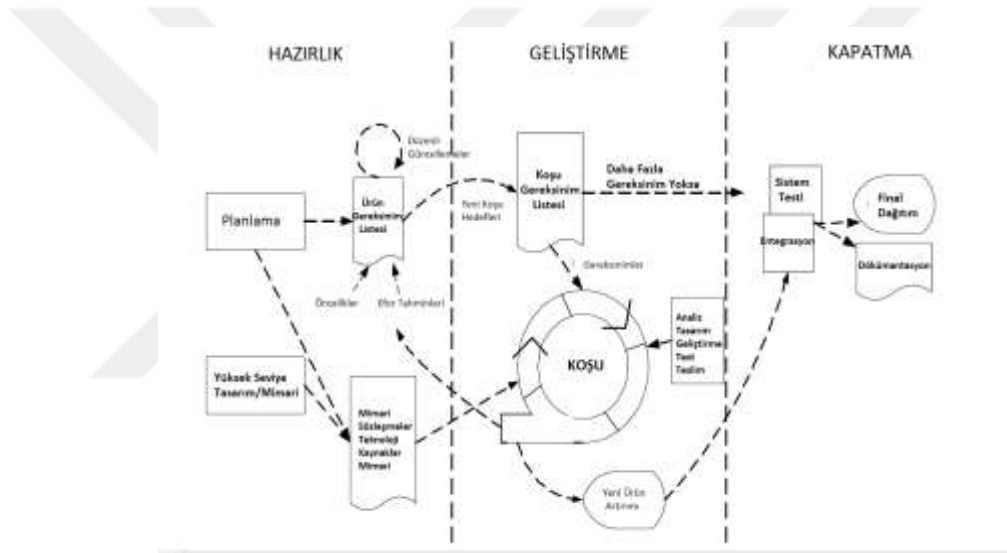 HAZIRLIK
GELİŞTİRME
KAPATMA
Düzenli
Güncellemeler
Planlama
Ürün
Gereksinim
Listesi
Yeni Koşu
Hedefleri
Koşu
Gereksinim
Listesi
Daha Fazla
Gereksinim Yoksa
Sistem
Testi
Entegrasyon
Final
Dağıtım
Dökümantasyon
Öncelikler
Efor Tahminleri
Gereksinimler
Analiz
Tasarım
Geliştirme
Test
Teslim
KOŞU
Yüksek Seviye
Tasarım/Mimari
Mimari
Sözleşmeler
Teknoloji
Kaynaklar
Mimari
Yeni Ürün
Artırımı